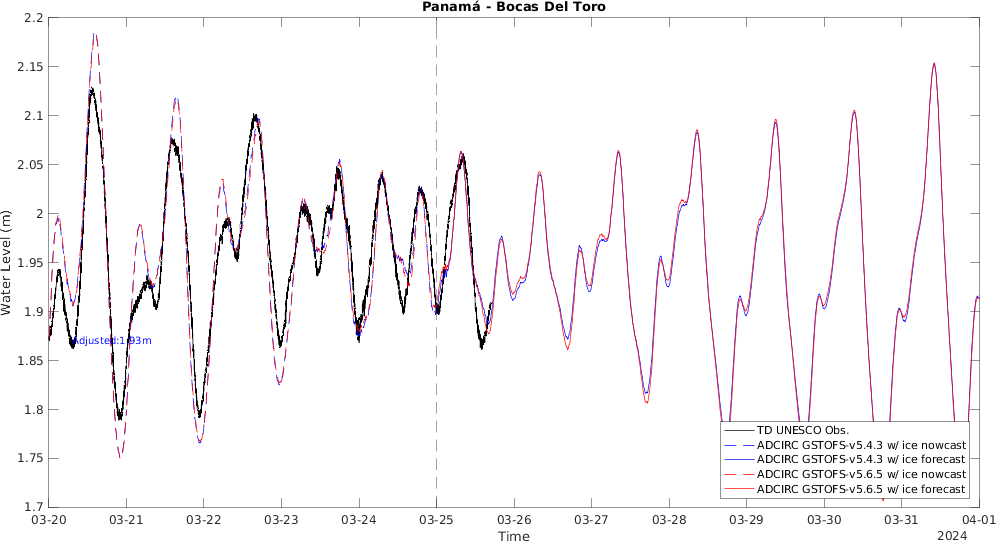 Panamá - Bocas Del Toro
2.2
2.15
2.1
2.05
2
1.95
1.9
1.85
1.8
1.75
1.7
Water Level (m)
Adjusted:1.93m
TD UNESCO Obs.
ADCIRC GSTOFS-v5.4.3 w/ ice nowcast
ADCIRC GSTOFS-v5.4.3 w/ ice forecast
ADCIRC GSTOFS-v5.6.5 w/ ice nowcast
ADCIRC GSTOFS-v5.6.5 w/ ice forecast
03-20 03-21 03-22 03-23 03-24 03-25 03-26 03-27 03-28 03-29 03-30 03-31 04-01
Time
2024